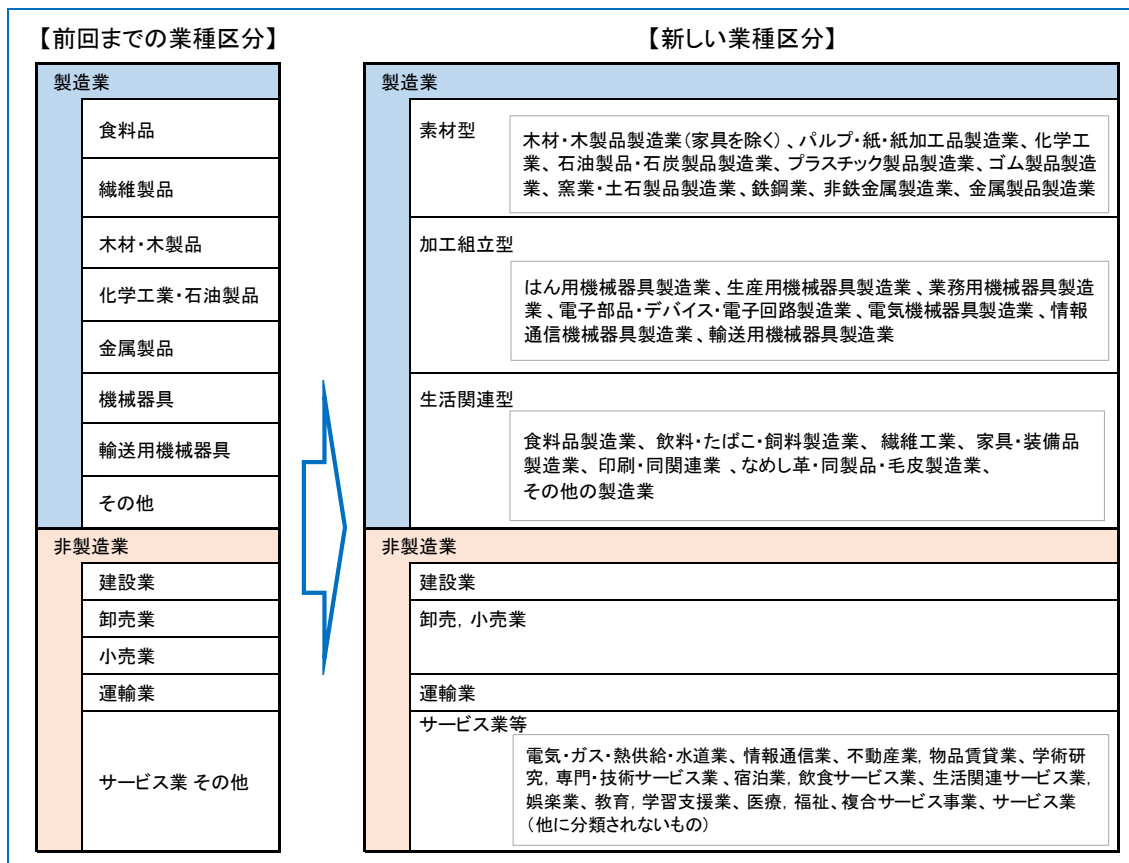 【前回までの業種区分】
製造業
食料品
繊維製品
木材・木製品
化学工業・石油製品
金属製品
機械器具
輸送用機械器具
その他
非製造業
建設業
卸売業
小売業
運輸業
サービス業 その他
【新しい業種区分】
製造業
素材型
木材・木製品製造業(家具を除く)、パルプ・紙・紙加工品製造業、化学工
業、石油製品・石炭製品製造業、プラスチック製品製造業、ゴム製品製造
業、窯業・土石製品製造業、鉄鋼業、非鉄金属製造業、金属製品製造業
加工組立型
はん用機械器具製造業、生産用機械器具製造業、業務用機械器具製造
業、電子部品・デバイス・電子回路製造業、電気機械器具製造業、情報
通信機械器具製造業、輸送用機械器具製造業
生活関連型
食料品製造業、飲料・たばこ・飼料製造業、繊維工業、家具・装備品
製造業、印刷・同関連業、なめし革・同製品・毛皮製造業、
その他の製造業
非製造業
建設業
卸売, 小売業
運輸業
サービス業等
電気・ガス・熱供給・水道業、情報通信業、不動産業, 物品賃貸業、学術研
究, 専門・技術サービス業、宿泊業, 飲食サービス業、生活関連サービス業,
娯楽業、教育, 学習支援業、医療, 福祉、複合サービス事業、サービス業
(他に分類されないもの)